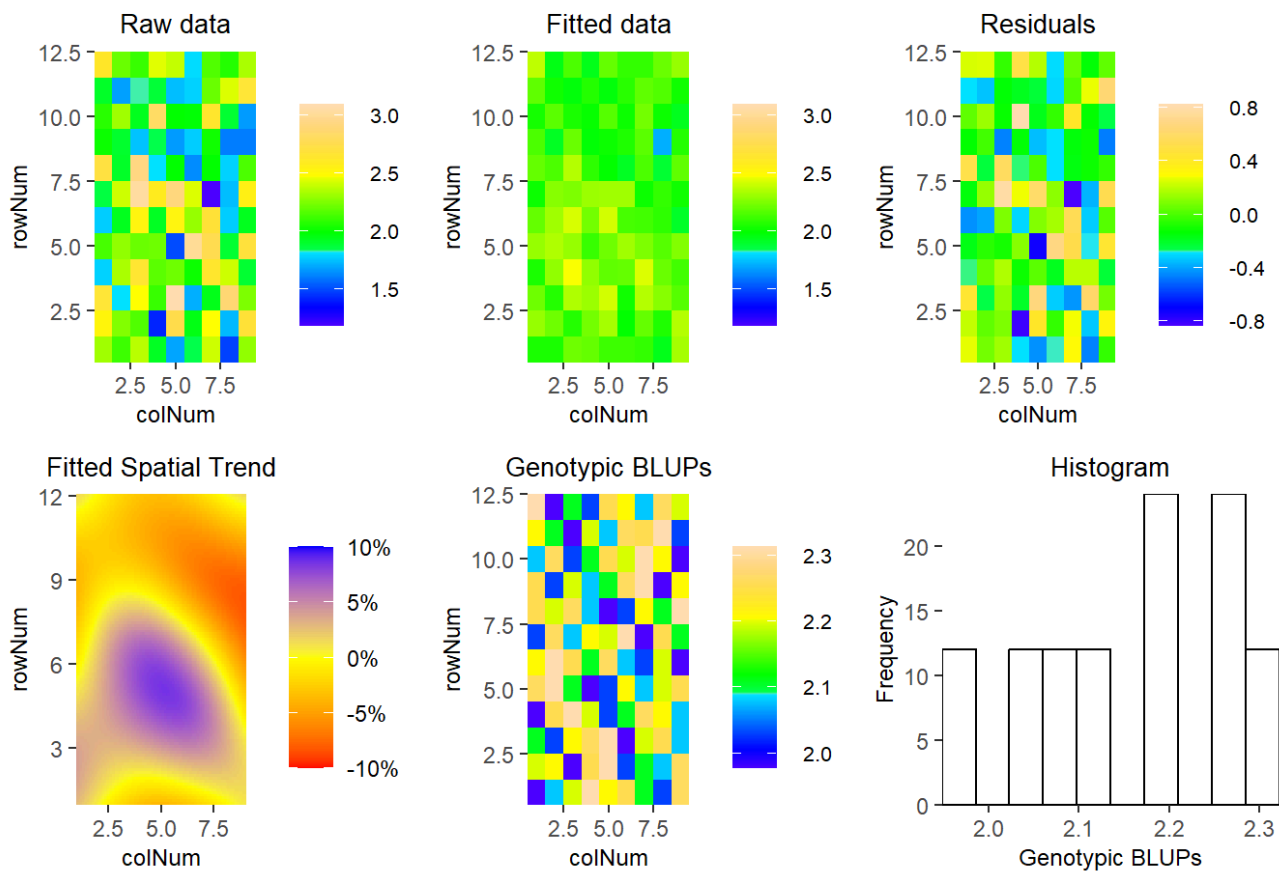 Raw data
12.5
10.0
7.5
5.0
2.5
rowNum
2.5 5.0 7.5
colNum
3.0
2.5
2.0
1.5
Fitted data
12.5
10.0
7.5
5.0
2.5
rowNum
2.5 5.0 7.5
colNum
3.0
2.5
2.0
1.5
Residuals
12.5
10.0
7.5
5.0
2.5
rowNum
2.5 5.0 7.5
colNum
0.8
0.4
0.0
-0.4
-0.8
Fitted Spatial Trend
12
9
6
3
rowNum
2.5 5.0 7.5
colNum
10%
5%
0%
-5%
-10%
Genotypic BLUPs
12.5
10.0
7.5
5.0
2.5
rowNum
2.5 5.0 7.5
colNum
2.3
2.2
2.1
2.0
Histogram
20
15
10
5
0
Frequency
2.0 2.1 2.2 2.3
Genotypic BLUPs